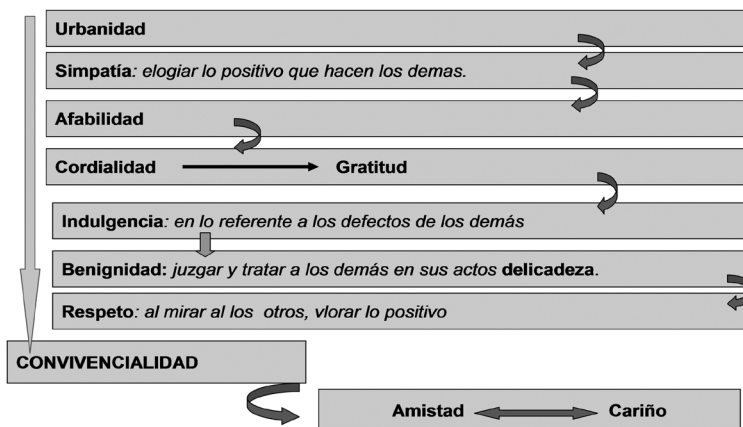 Urbanidad
Simpatía: elogiar lo positivo que hacen los demas.
Afabilidad
Cordialidad Gratitud
Indulgencia: en lo referente a los defectos de los demás
Benignidad: juzgar y tratar a los demás en sus actos delicadeza.
Respeto: al mirar al los otros, vlorar lo positivo
CONVIVENCIALIDAD
Amistad Cariño